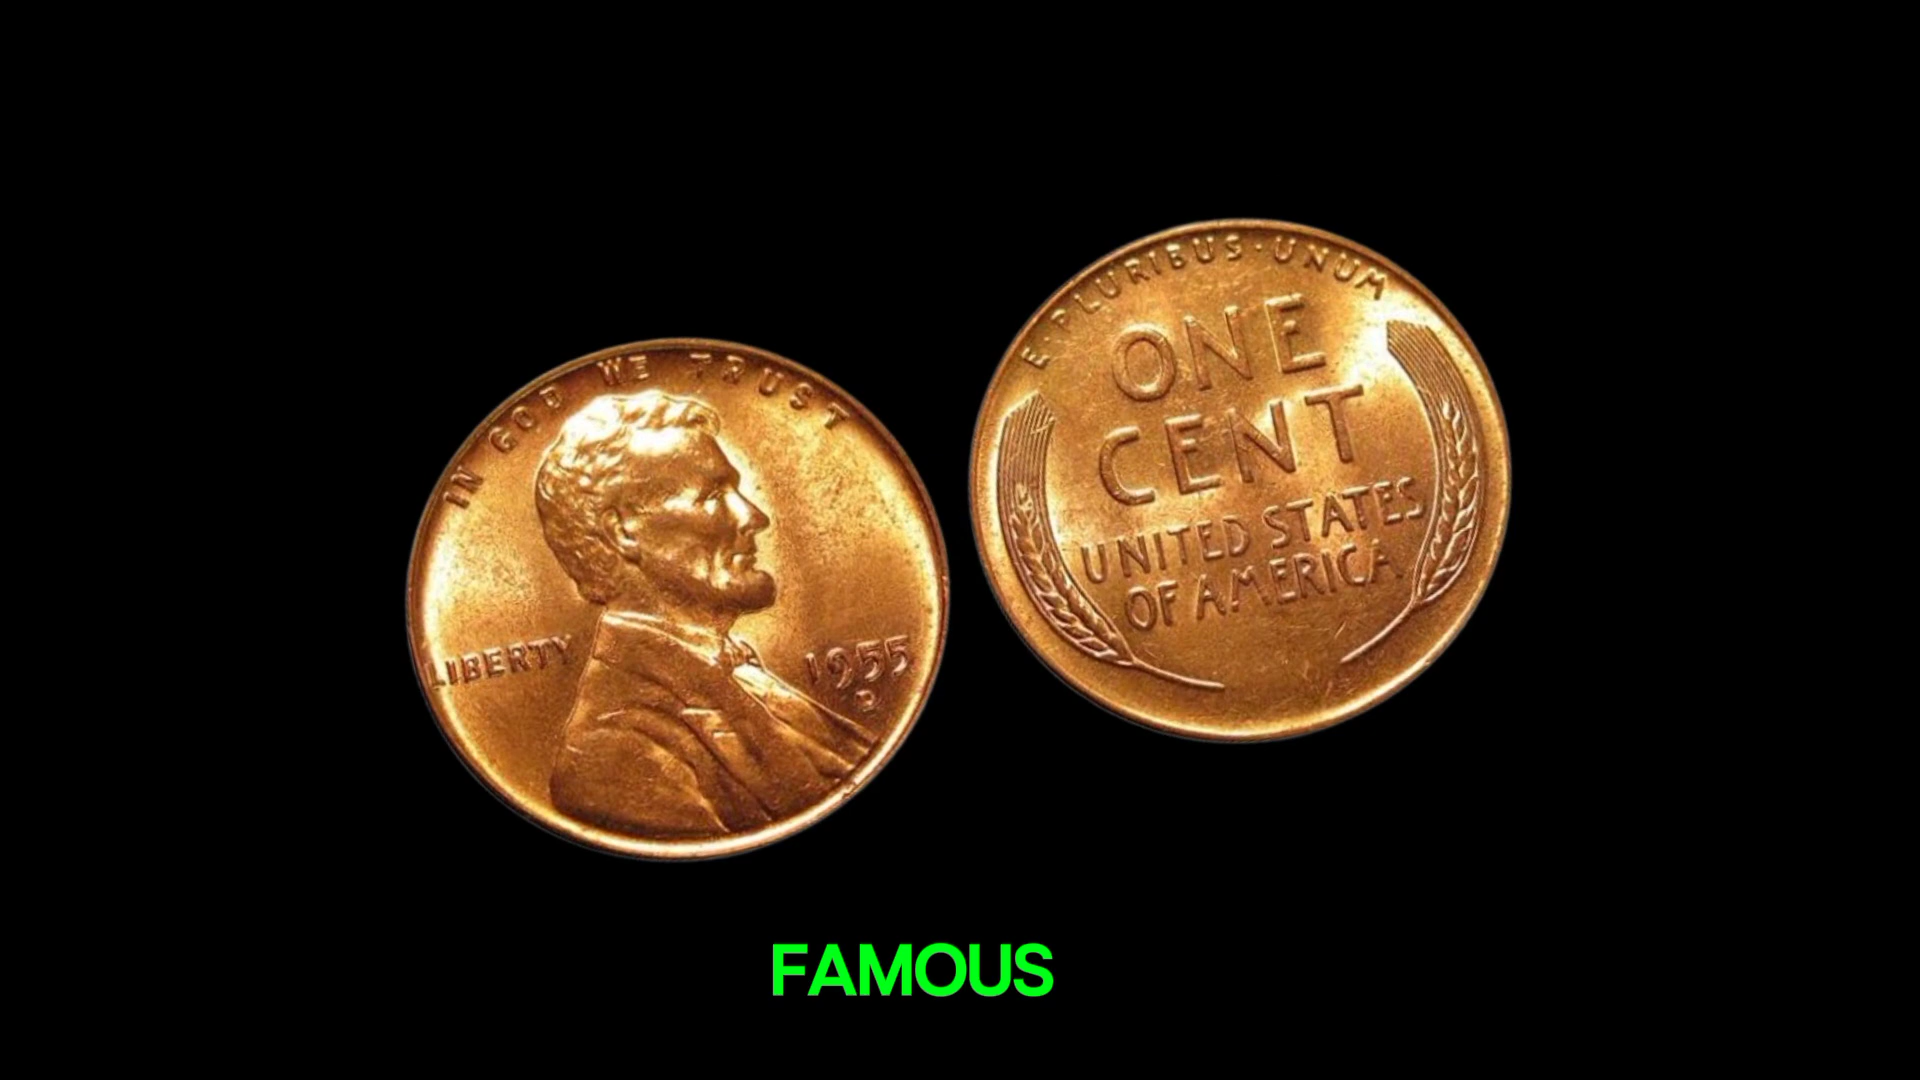 IN GOD WE TRUST
LIBERTY
1955
D
E·PLURIBUS·UNUM
ONE
CENT
UNITED STATES
OF AMERICA
FAMOUS